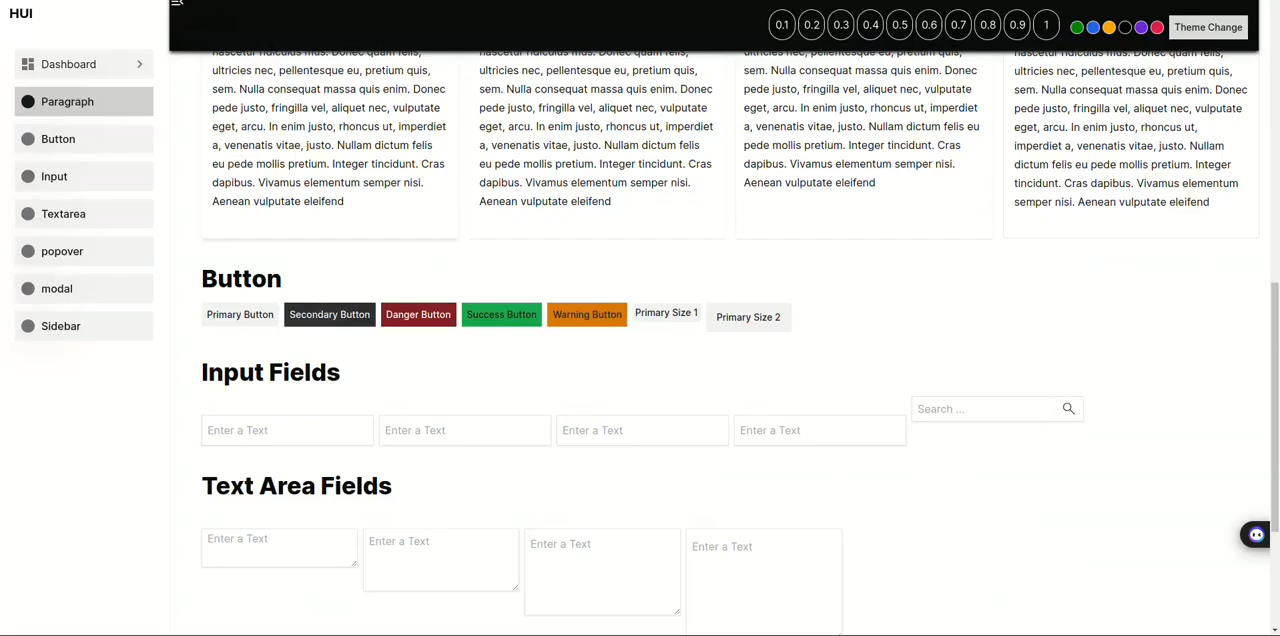 HUI
0.1 0.2 0.3 0.4 0.5 0.6 0.7 0.8 0.9 1 Theme Change
Dashboard
Paragraph
Button
Input
Textarea
popover
modal
Sidebar
ultricies nec, pellentesque eu, pretium quis,
sem. Nulla consequat massa quis enim. Donec
pede justo, fringilla vel, aliquet nec, vulputate
eget, arcu. In enim justo, rhoncus ut, imperdiet
a, venenatis vitae, justo. Nullam dictum felis
eu pede mollis pretium. Integer tincidunt. Cras
dapibus. Vivamus elementum semper nisi.
Aenean vulputate eleifend
ultricies nec, pellentesque eu, pretium quis,
sem. Nulla consequat massa quis enim. Donec
pede justo, fringilla vel, aliquet nec, vulputate
eget, arcu. In enim justo, rhoncus ut, imperdiet
a, venenatis vitae, justo. Nullam dictum felis
eu pede mollis pretium. Integer tincidunt. Cras
dapibus. Vivamus elementum semper nisi.
Aenean vulputate eleifend
ultricies nec, pellentesque eu, pretium quis,
sem. Nulla consequat massa quis enim. Donec
pede justo, fringilla vel, aliquet nec, vulputate
eget, arcu. In enim justo, rhoncus ut, imperdiet
a, venenatis vitae, justo. Nullam dictum felis eu
pede mollis pretium. Integer tincidunt. Cras
dapibus. Vivamus elementum semper nisi.
Aenean vulputate eleifend
ultricies nec, pellentesque eu, pretium quis,
sem. Nulla consequat massa quis enim. Donec
pede justo, fringilla vel, aliquet nec, vulputate
eget, arcu. In enim justo, rhoncus ut,
imperdiet a, venenatis vitae, justo. Nullam
dictum felis eu pede mollis pretium. Integer
tincidunt. Cras dapibus. Vivamus elementum
semper nisi. Aenean vulputate eleifend
Button
Primary Button Secondary Button Danger Button Success Button Warning Button Primary Size 1 Primary Size 2
Input Fields
Enter a Text Enter a Text Enter a Text Enter a Text Search ...
Text Area Fields
Enter a Text Enter a Text Enter a Text Enter a Text